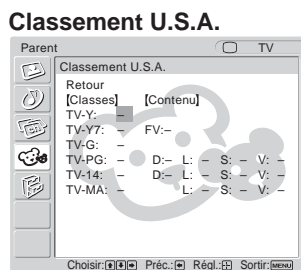 Classement U.S.A.
Parent TV
Classement U.S.A.
Retour
[Classes] [Contenu]
TV-Y: –
TV-Y7: – FV:–
TV-G: –
TV-PG: – D:– L: – S: – V: –
TV-14: – D:– L: – S: – V: –
TV-MA: – L: – S: – V: –
Choisir: Préc.: Régl.: Sortir: MENU